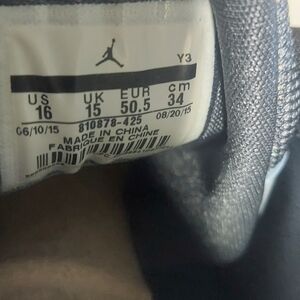 Y3
US UK EUR cm
16 15 50.5 34
06/10/15 08/20/15
810878-425
MADE IN CHINA
FABRIQUE EN CHINE